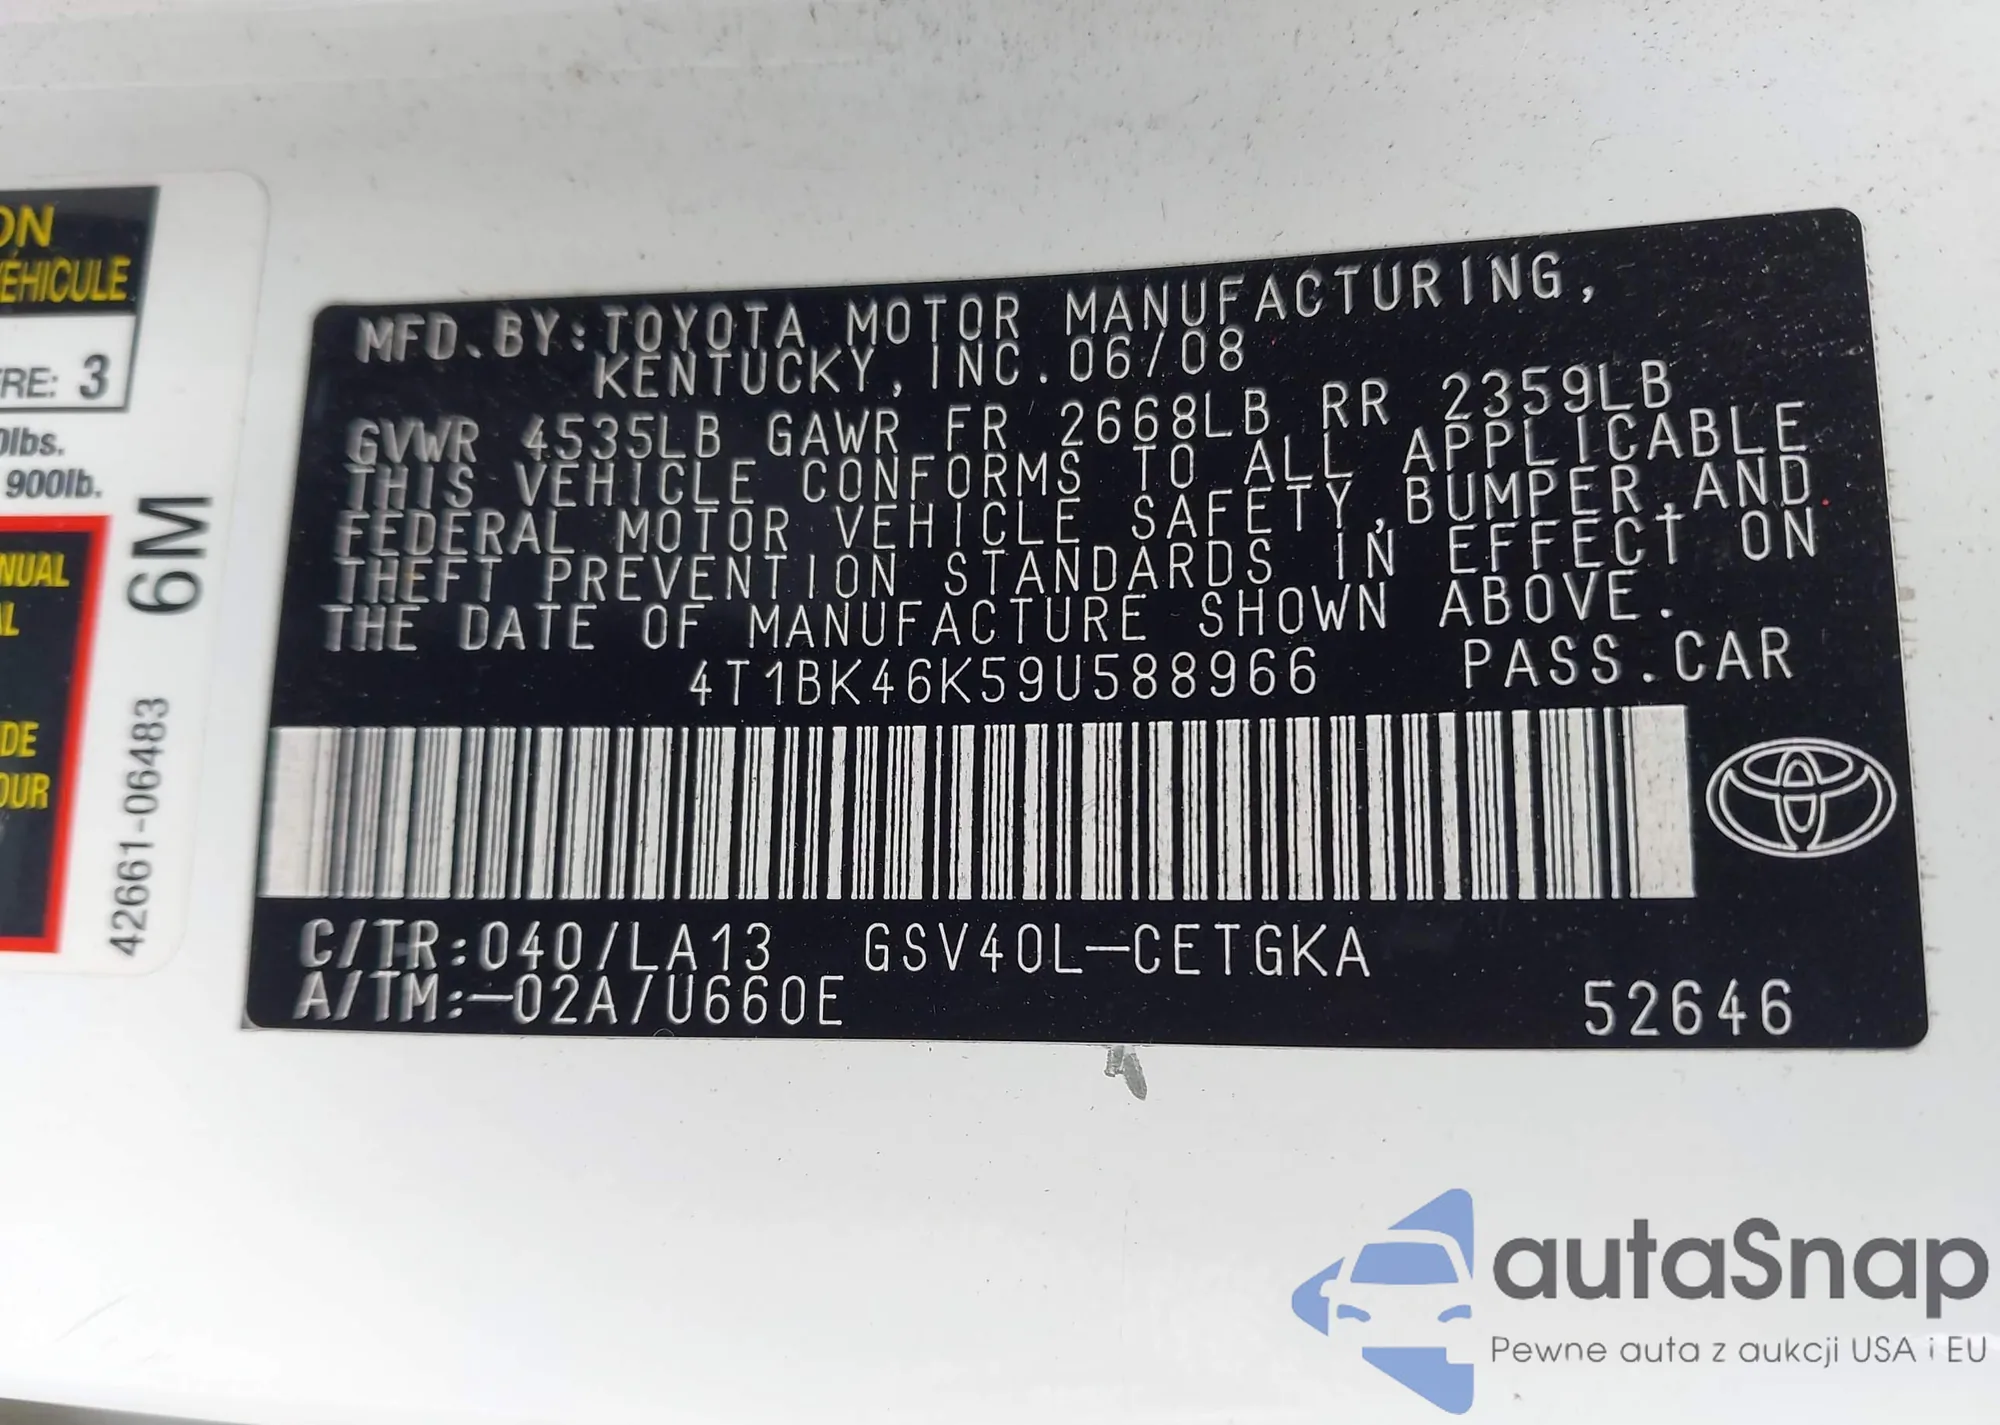 ON
VÉHICULE
RE: 3
0lbs.
900lb.
NUAL
AL
DE
OUR
6M
42661-06483
MFD.BY:TOYOTA MOTOR MANUFACTURING,
KENTUCKY,INC.06/08
GVWR 4535LB GAWR FR 2668LB RR 2359LB
THIS VEHICLE CONFORMS TO ALL APPLICABLE
FEDERAL MOTOR VEHICLE SAFETY,BUMPER,AND
THEFT PREVENTION STANDARDS IN EFFECT ON
THE DATE OF MANUFACTURE SHOWN ABOVE.
4T1BK46K59U588966 PASS.CAR
C/TR:040/LA13 GSV40L-CETGKA
A/TM:-02A/U660E 52646
autaSnap
Pewne auta z aukcji USA i EU